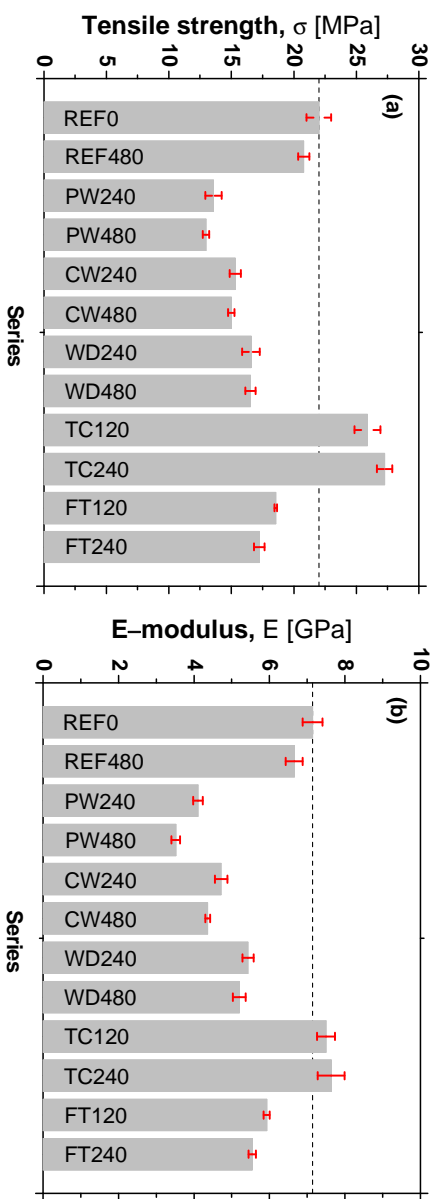 (a)
Tensile strength, σ [MPa]
30
25
20
15
10
5
0
REF0
REF480
PW240
PW480
CW240
CW480
WD240
WD480
TC120
TC240
FT120
FT240
Series
(b)
E–modulus, E [GPa]
10
8
6
4
2
0
REF0
REF480
PW240
PW480
CW240
CW480
WD240
WD480
TC120
TC240
FT120
FT240
Series